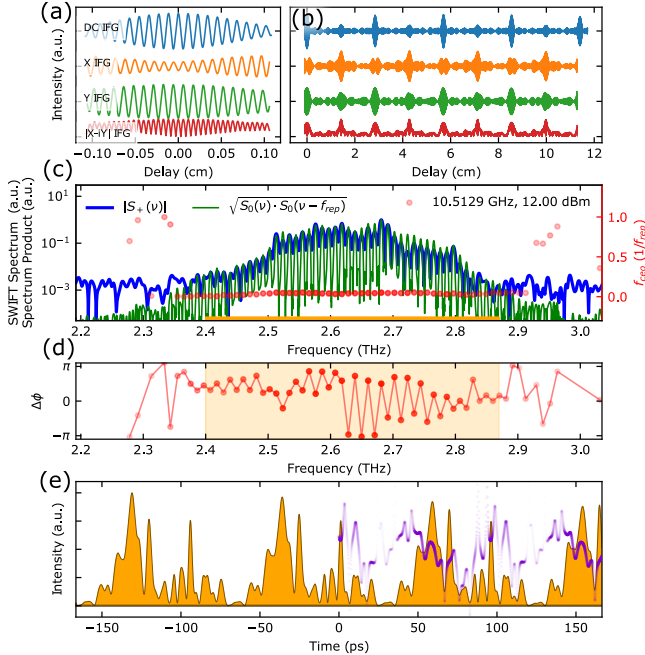 (a)
DC IFG
X IFG
Y IFG
|X-iY| IFG
Intensity (a.u.)
−0.10 −0.05 0.00 0.05 0.10
Delay (cm)
(b)
0 2 4 6 8 10 12
Delay (cm)
(c)
|S₊(ν)|
√S₀(ν) · S₀(ν − f_rep)
10.5129 GHz, 12.00 dBm
SWIFT Spectrum (a.u.)
Spectrum Product (a.u.)
10¹
10⁻¹
10⁻³
1.0
0.5
0.0
f_ceo (1/f_rep)
2.2 2.3 2.4 2.5 2.6 2.7 2.8 2.9 3.0
Frequency (THz)
(d)
Δϕ
π
0
−π
2.2 2.3 2.4 2.5 2.6 2.7 2.8 2.9 3.0
Frequency (THz)
(e)
Intensity (a.u.)
−150 −100 −50 0 50 100 150
Time (ps)